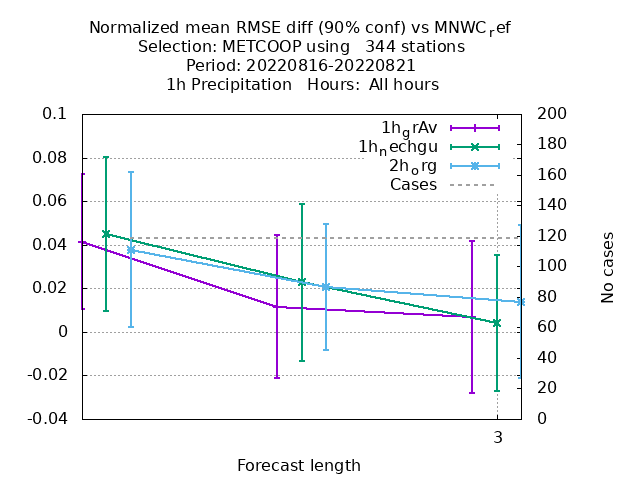 Normalized mean RMSE diff (90% conf) vs MNWC_ref
Selection: METCOOP using   344 stations
Period: 20220816-20220821
1h Precipitation   Hours:  All hours
0.1
0.08
0.06
0.04
0.02
0
-0.02
-0.04
200
180
160
140
120
100
80
60
40
20
0
1h_grAv
1h_nechgu
2h_org
Cases
No cases
3
Forecast length